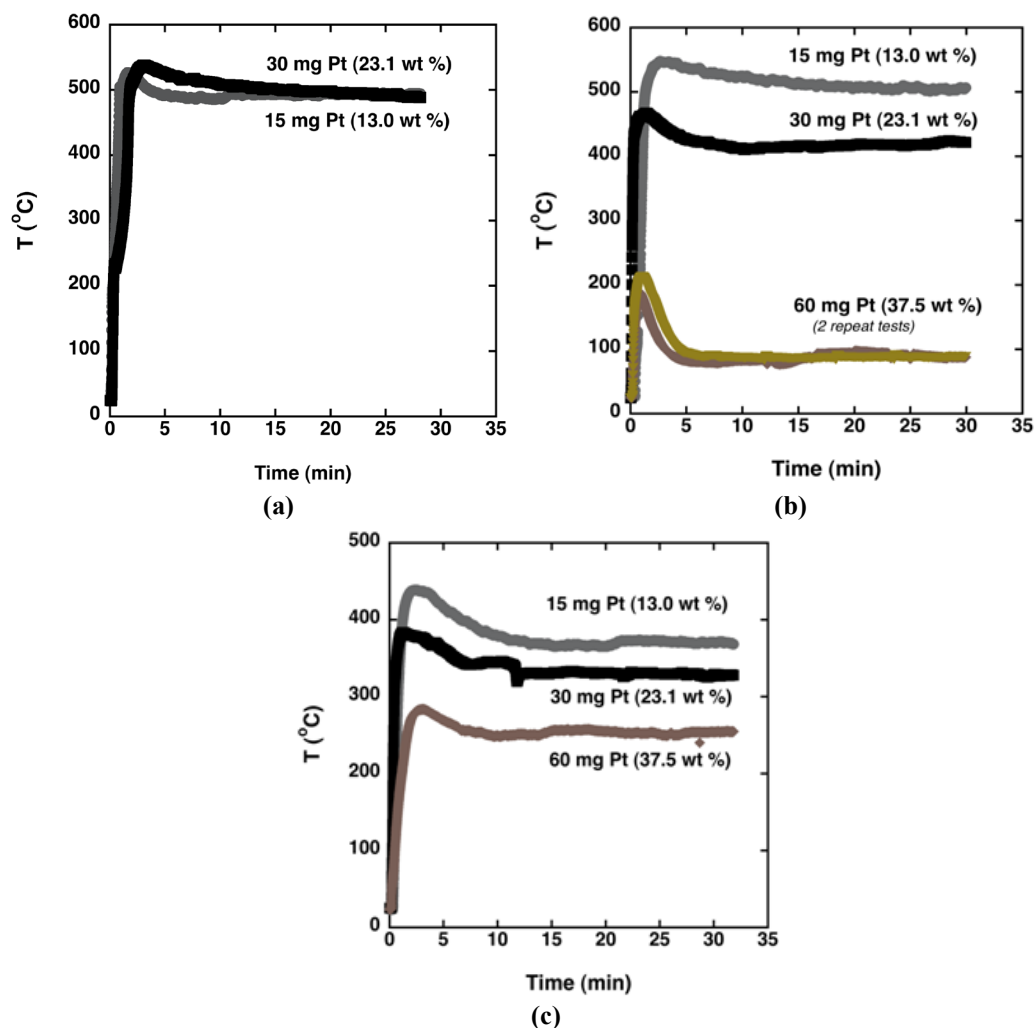 600
500
400
300
200
100
0
T (°C)
30 mg Pt (23.1 wt %)
15 mg Pt (13.0 wt %)
0 5 10 15 20 25 30 35
Time (min)
(a)
600
500
400
300
200
100
0
T (°C)
15 mg Pt (13.0 wt %)
30 mg Pt (23.1 wt %)
60 mg Pt (37.5 wt %)
(2 repeat tests)
0 5 10 15 20 25 30 35
Time (min)
(b)
500
400
300
200
100
0
T (°C)
15 mg Pt (13.0 wt %)
30 mg Pt (23.1 wt %)
60 mg Pt (37.5 wt %)
0 5 10 15 20 25 30 35
Time (min)
(c)